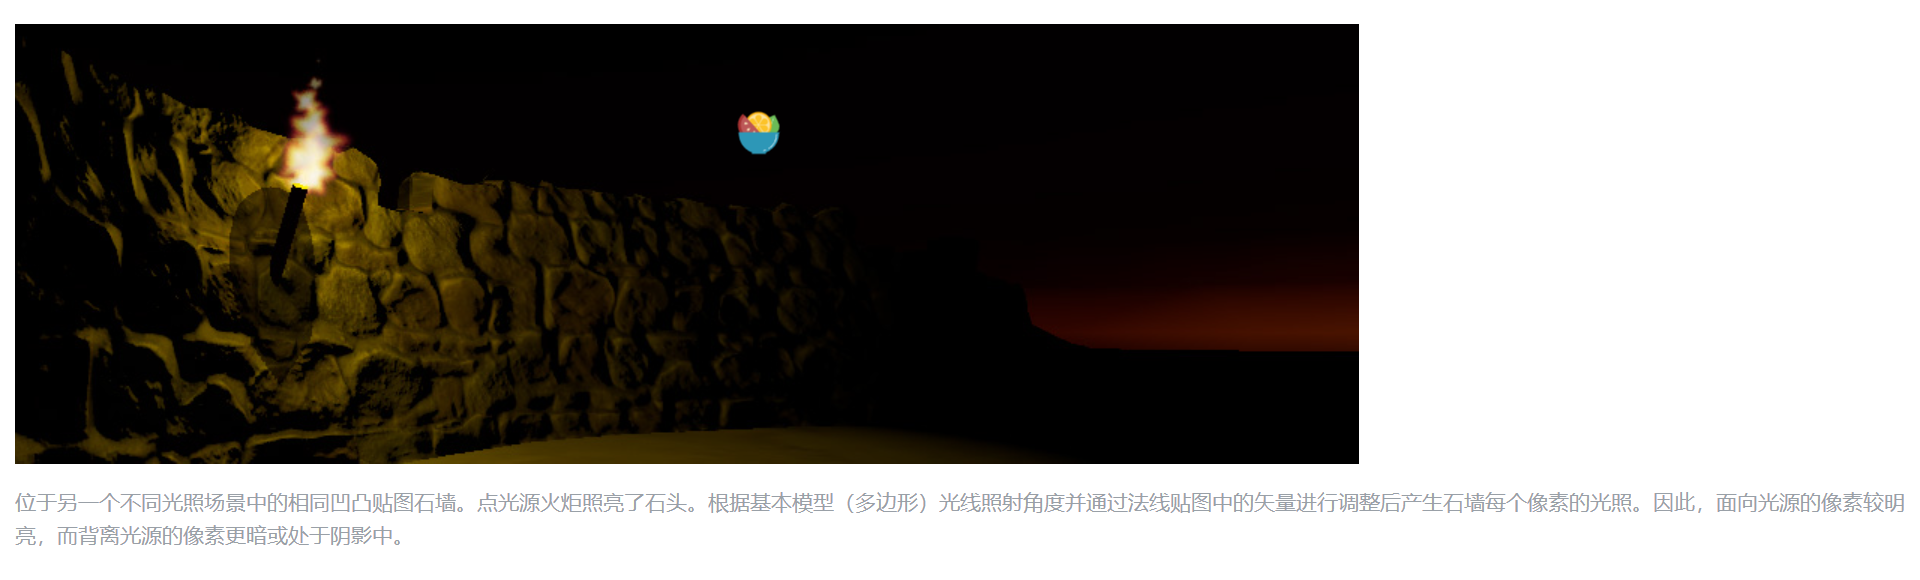 位于另一个不同光照场景中的相同凹凸贴图石墙。点光源火炬照亮了石头。根据基本模型（多边形）光线照射角度并通过法线贴图中的矢量进行调整后产生石墙每个像素的光照。因此，面向光源的像素较明
亮，而背离光源的像素更暗或处于阴影中。